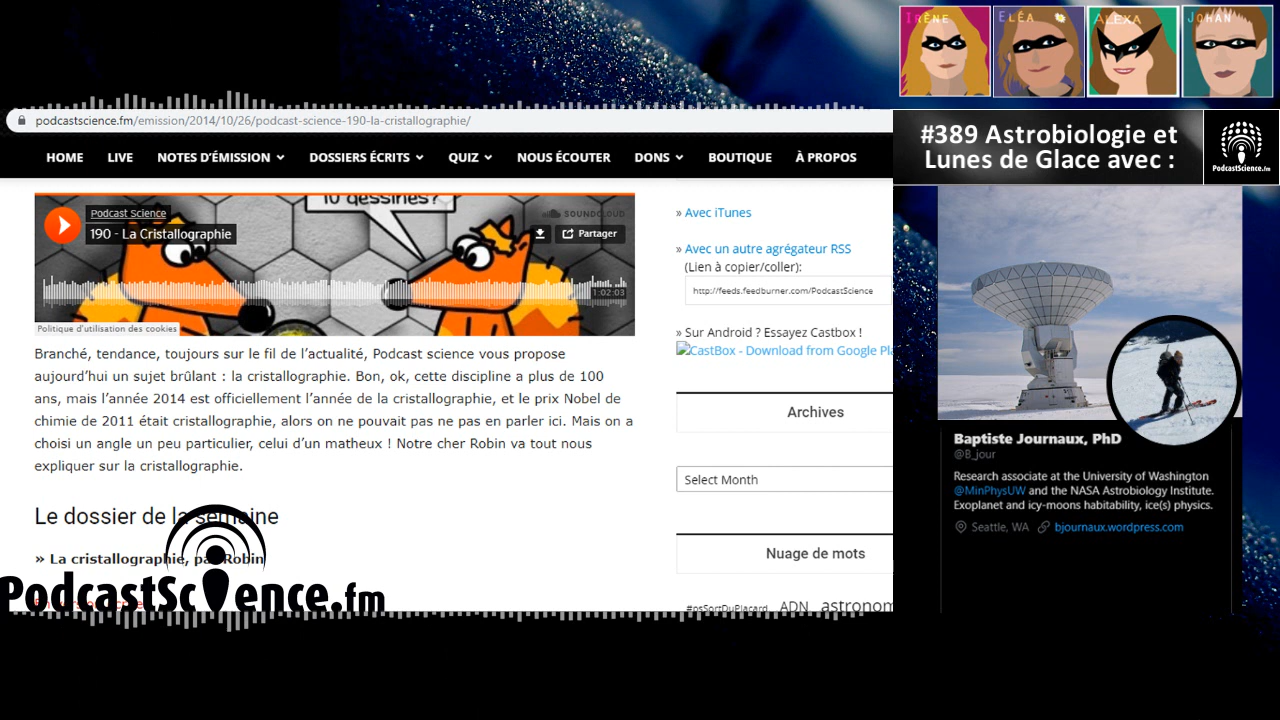 IRÈNE
ELÉA
ALEXA
JOHAN
podcastscience.fm/emission/2014/10/26/podcast-science-190-la-cristallographie/
HOME LIVE NOTES D'ÉMISSION DOSSIERS ÉCRITS QUIZ NOUS ÉCOUTER DONS BOUTIQUE À PROPOS
#389 Astrobiologie et
Lunes de Glace avec :
PodcastScience.fm
10 dessinés?
Podcast Science
190 - La Cristallographie
SOUNDCLOUD
Partager
1:02:03
Politique d'utilisation des cookies
Branché, tendance, toujours sur le fil de l'actualité, Podcast science vous propose
aujourd'hui un sujet brûlant : la cristallographie. Bon, ok, cette discipline a plus de 100
ans, mais l'année 2014 est officiellement l'année de la cristallographie, et le prix Nobel de
chimie de 2011 était cristallographie, alors on ne pouvait pas ne pas en parler ici. Mais on a
choisi un angle un peu particulier, celui d'un matheux ! Notre cher Robin va tout nous
expliquer sur la cristallographie.
Le dossier de la semaine
» La cristallographie, par Robin
PodcastScience.fm
» Avec iTunes
» Avec un autre agrégateur RSS
(Lien à copier/coller):
http://feeds.feedburner.com/PodcastScience
» Sur Android ? Essayez Castbox !
CastBox - Download from Google Pla
Archives
Select Month
Nuage de mots
#psSortDuPlacard ADN astronom
Baptiste Journaux, PhD
@B_jour
Research associate at the University of Washington
@MinPhysUW and the NASA Astrobiology Institute.
Exoplanet and icy-moons habitability, ice(s) physics.
Seattle, WA bjournaux.wordpress.com